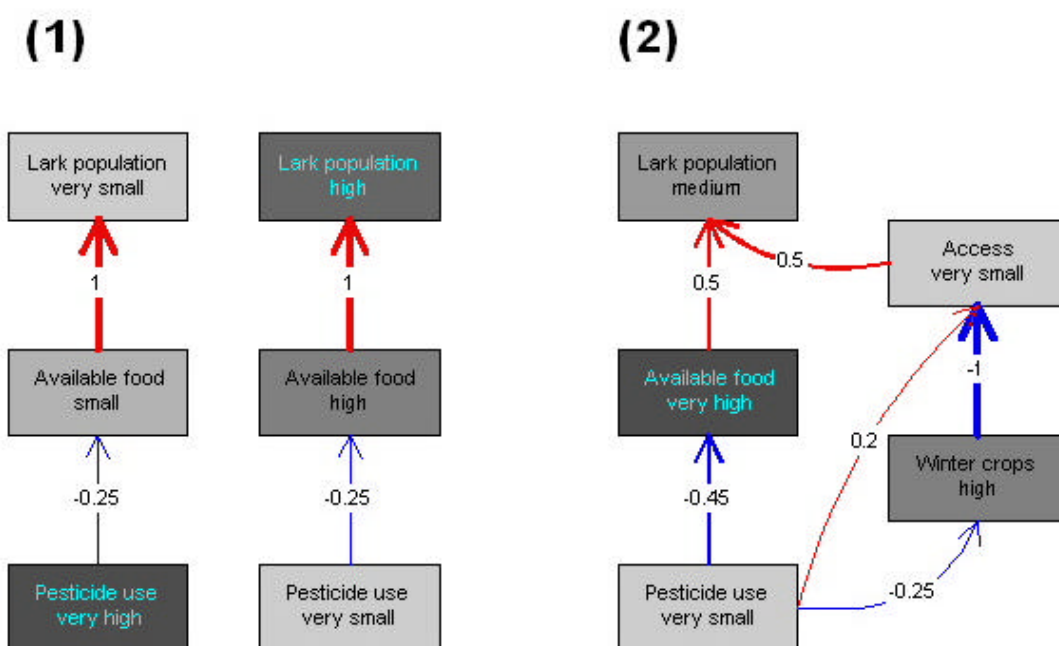 (1)
(2)
Lark population
very small
Lark population
high
Lark population
medium
Access
very small
0.5
1
1
0.5
Available food
small
Available food
high
Available food
very high
-1
0.2
Winter crops
high
-0.25
-0.25
-0.45
-0.25
Pesticide use
very high
Pesticide use
very small
Pesticide use
very small